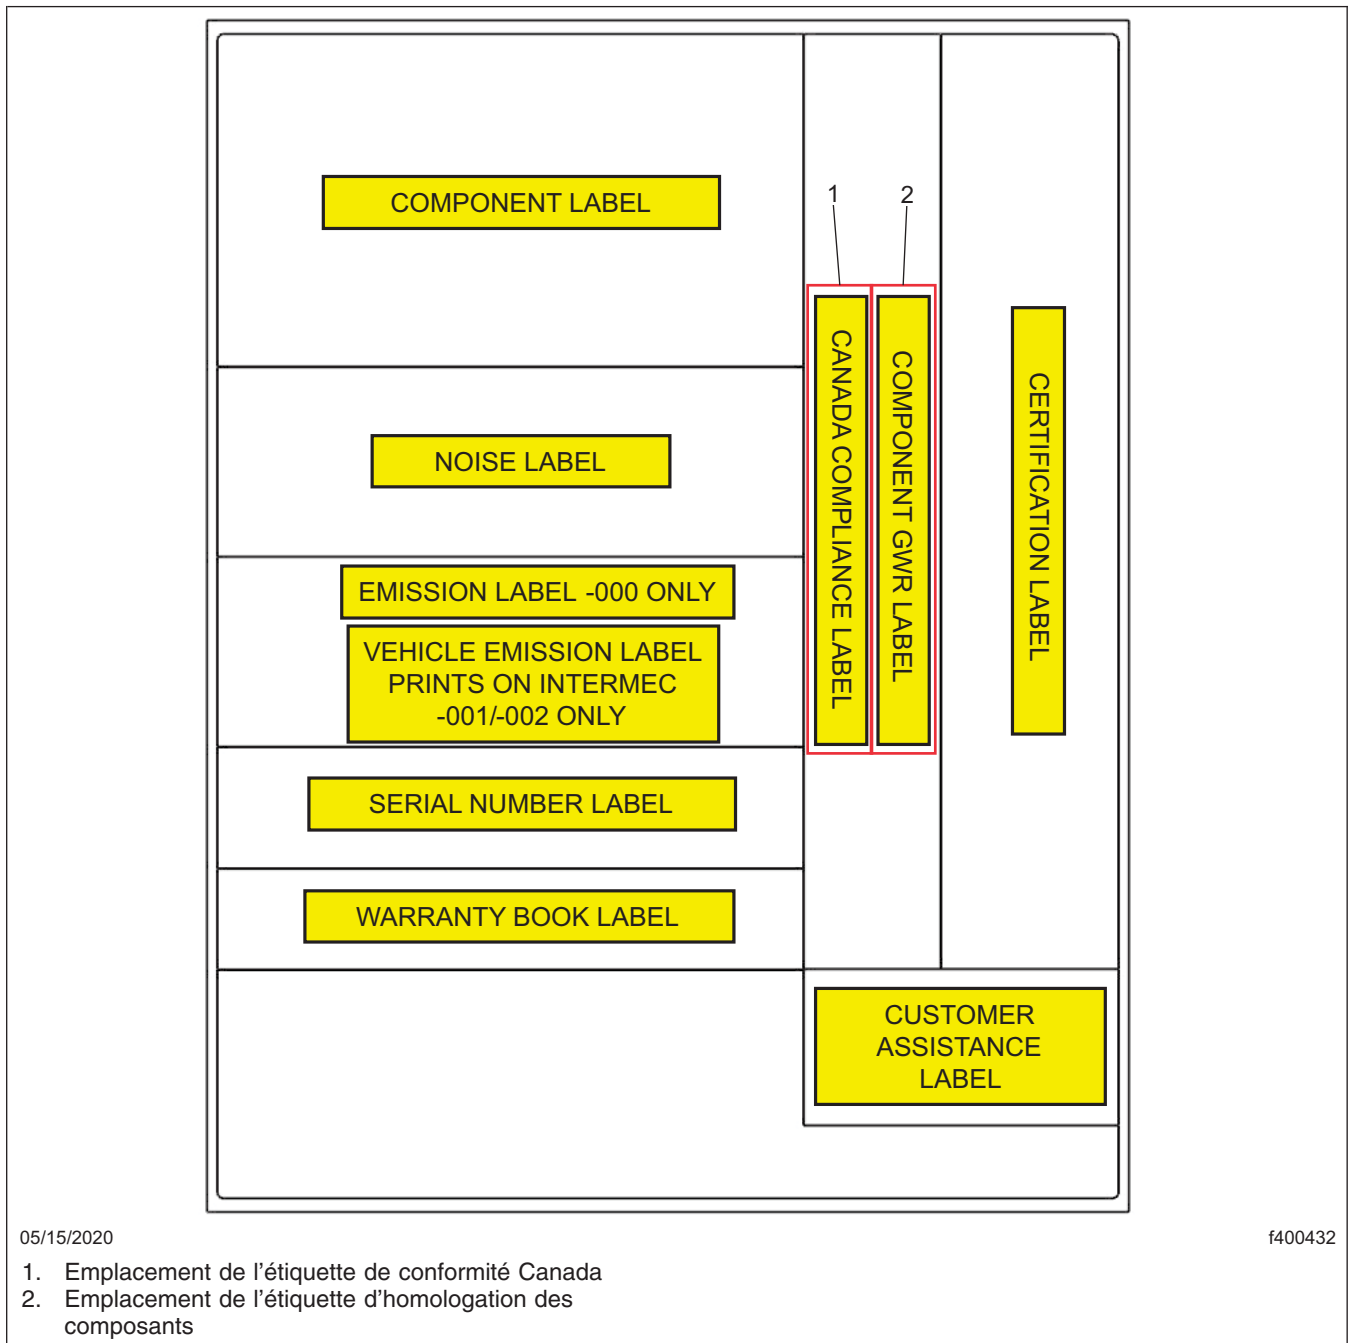 COMPONENT LABEL
1
2
NOISE LABEL
CANADA COMPLIANCE LABEL
COMPONENT GWR LABEL
CERTIFICATION LABEL
EMISSION LABEL -000 ONLY
VEHICLE EMISSION LABEL
PRINTS ON INTERMEC
-001/-002 ONLY
SERIAL NUMBER LABEL
WARRANTY BOOK LABEL
CUSTOMER
ASSISTANCE
LABEL
05/15/2020
f400432
1. Emplacement de l’étiquette de conformité Canada
2. Emplacement de l’étiquette d’homologation des
composants